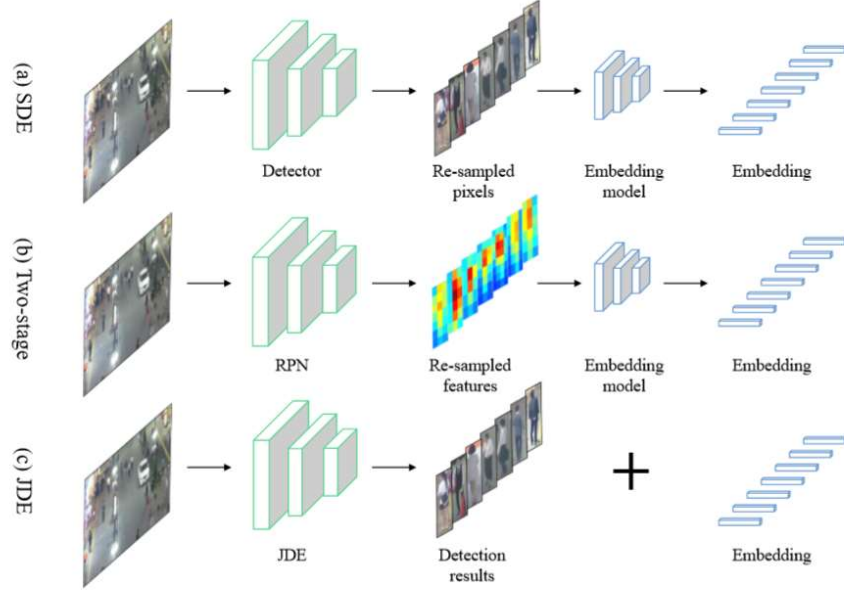 (a) SDE
Detector
Re-sampled
pixels
Embedding
model
Embedding
(b) Two-stage
RPN
Re-sampled
features
Embedding
model
Embedding
(c) JDE
JDE
Detection
results
+
Embedding